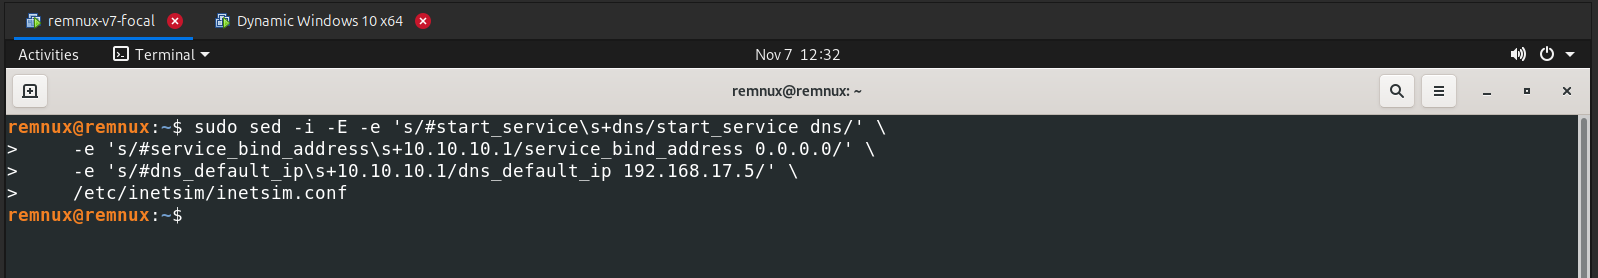 remnux-v7-focal Dynamic Windows 10 x64
Activities Terminal Nov 7 12:32
remnux@remnux: ~
remnux@remnux:~$ sudo sed -i -E -e 's/#start_service\s+dns/start_service dns/' \
> -e 's/#service_bind_address\s+10.10.10.1/service_bind_address 0.0.0.0/' \
> -e 's/#dns_default_ip\s+10.10.10.1/dns_default_ip 192.168.17.5/' \
> /etc/inetsim/inetsim.conf
remnux@remnux:~$